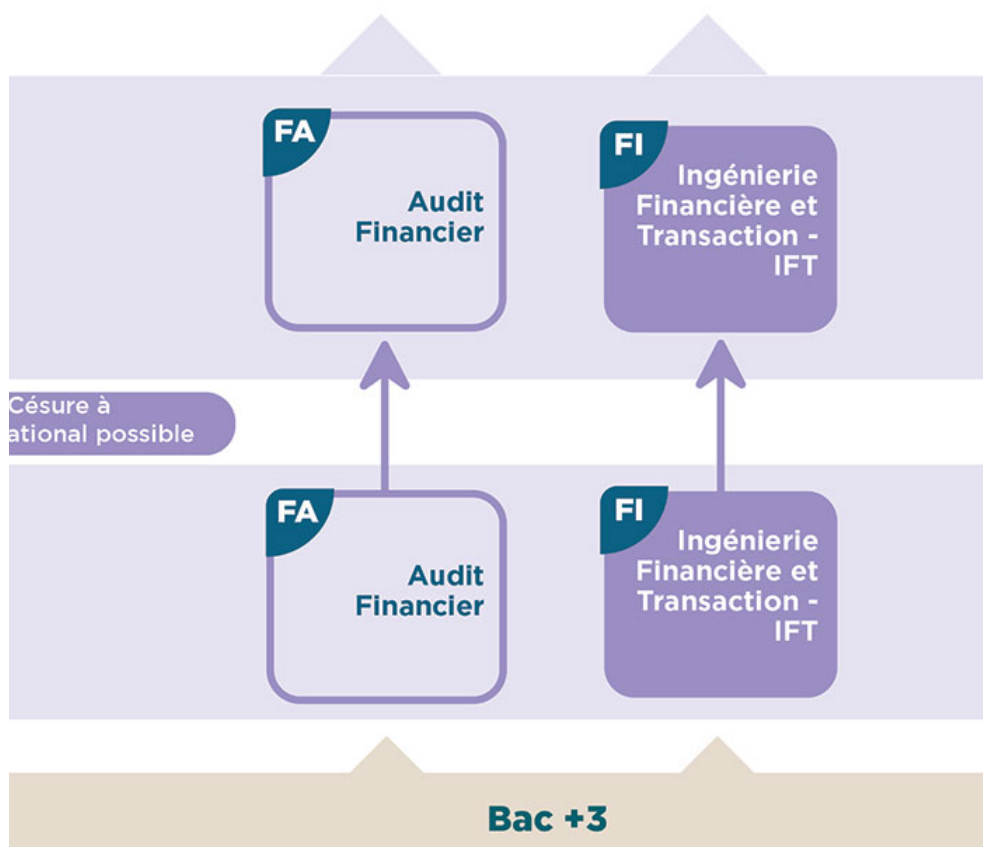 FA
Audit
Financier
FI
Ingénierie
Financière et
Transaction -
IFT
Césure à
ational possible
FA
Audit
Financier
FI
Ingénierie
Financière et
Transaction -
IFT
Bac +3